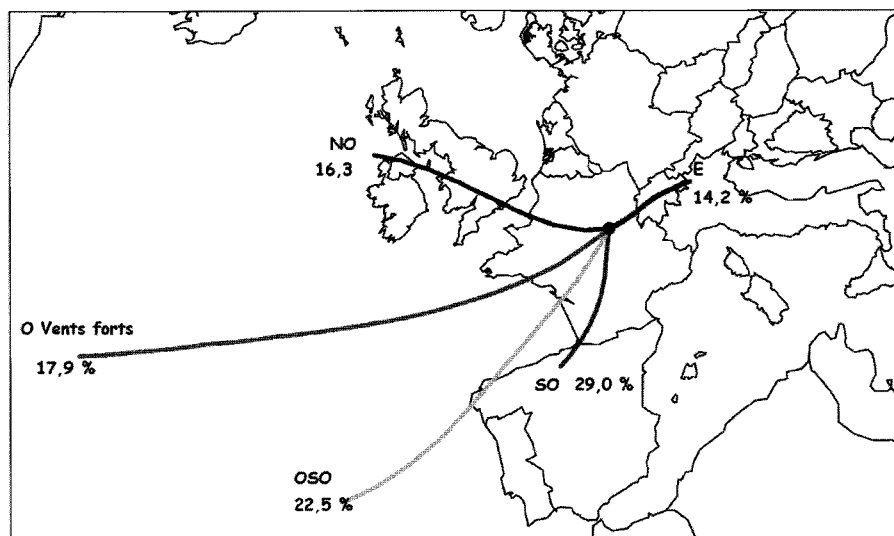 NO
16,3
E
14,2 %
O Vents forts
17,9 %
SO 29,0 %
OSO
22,5 %